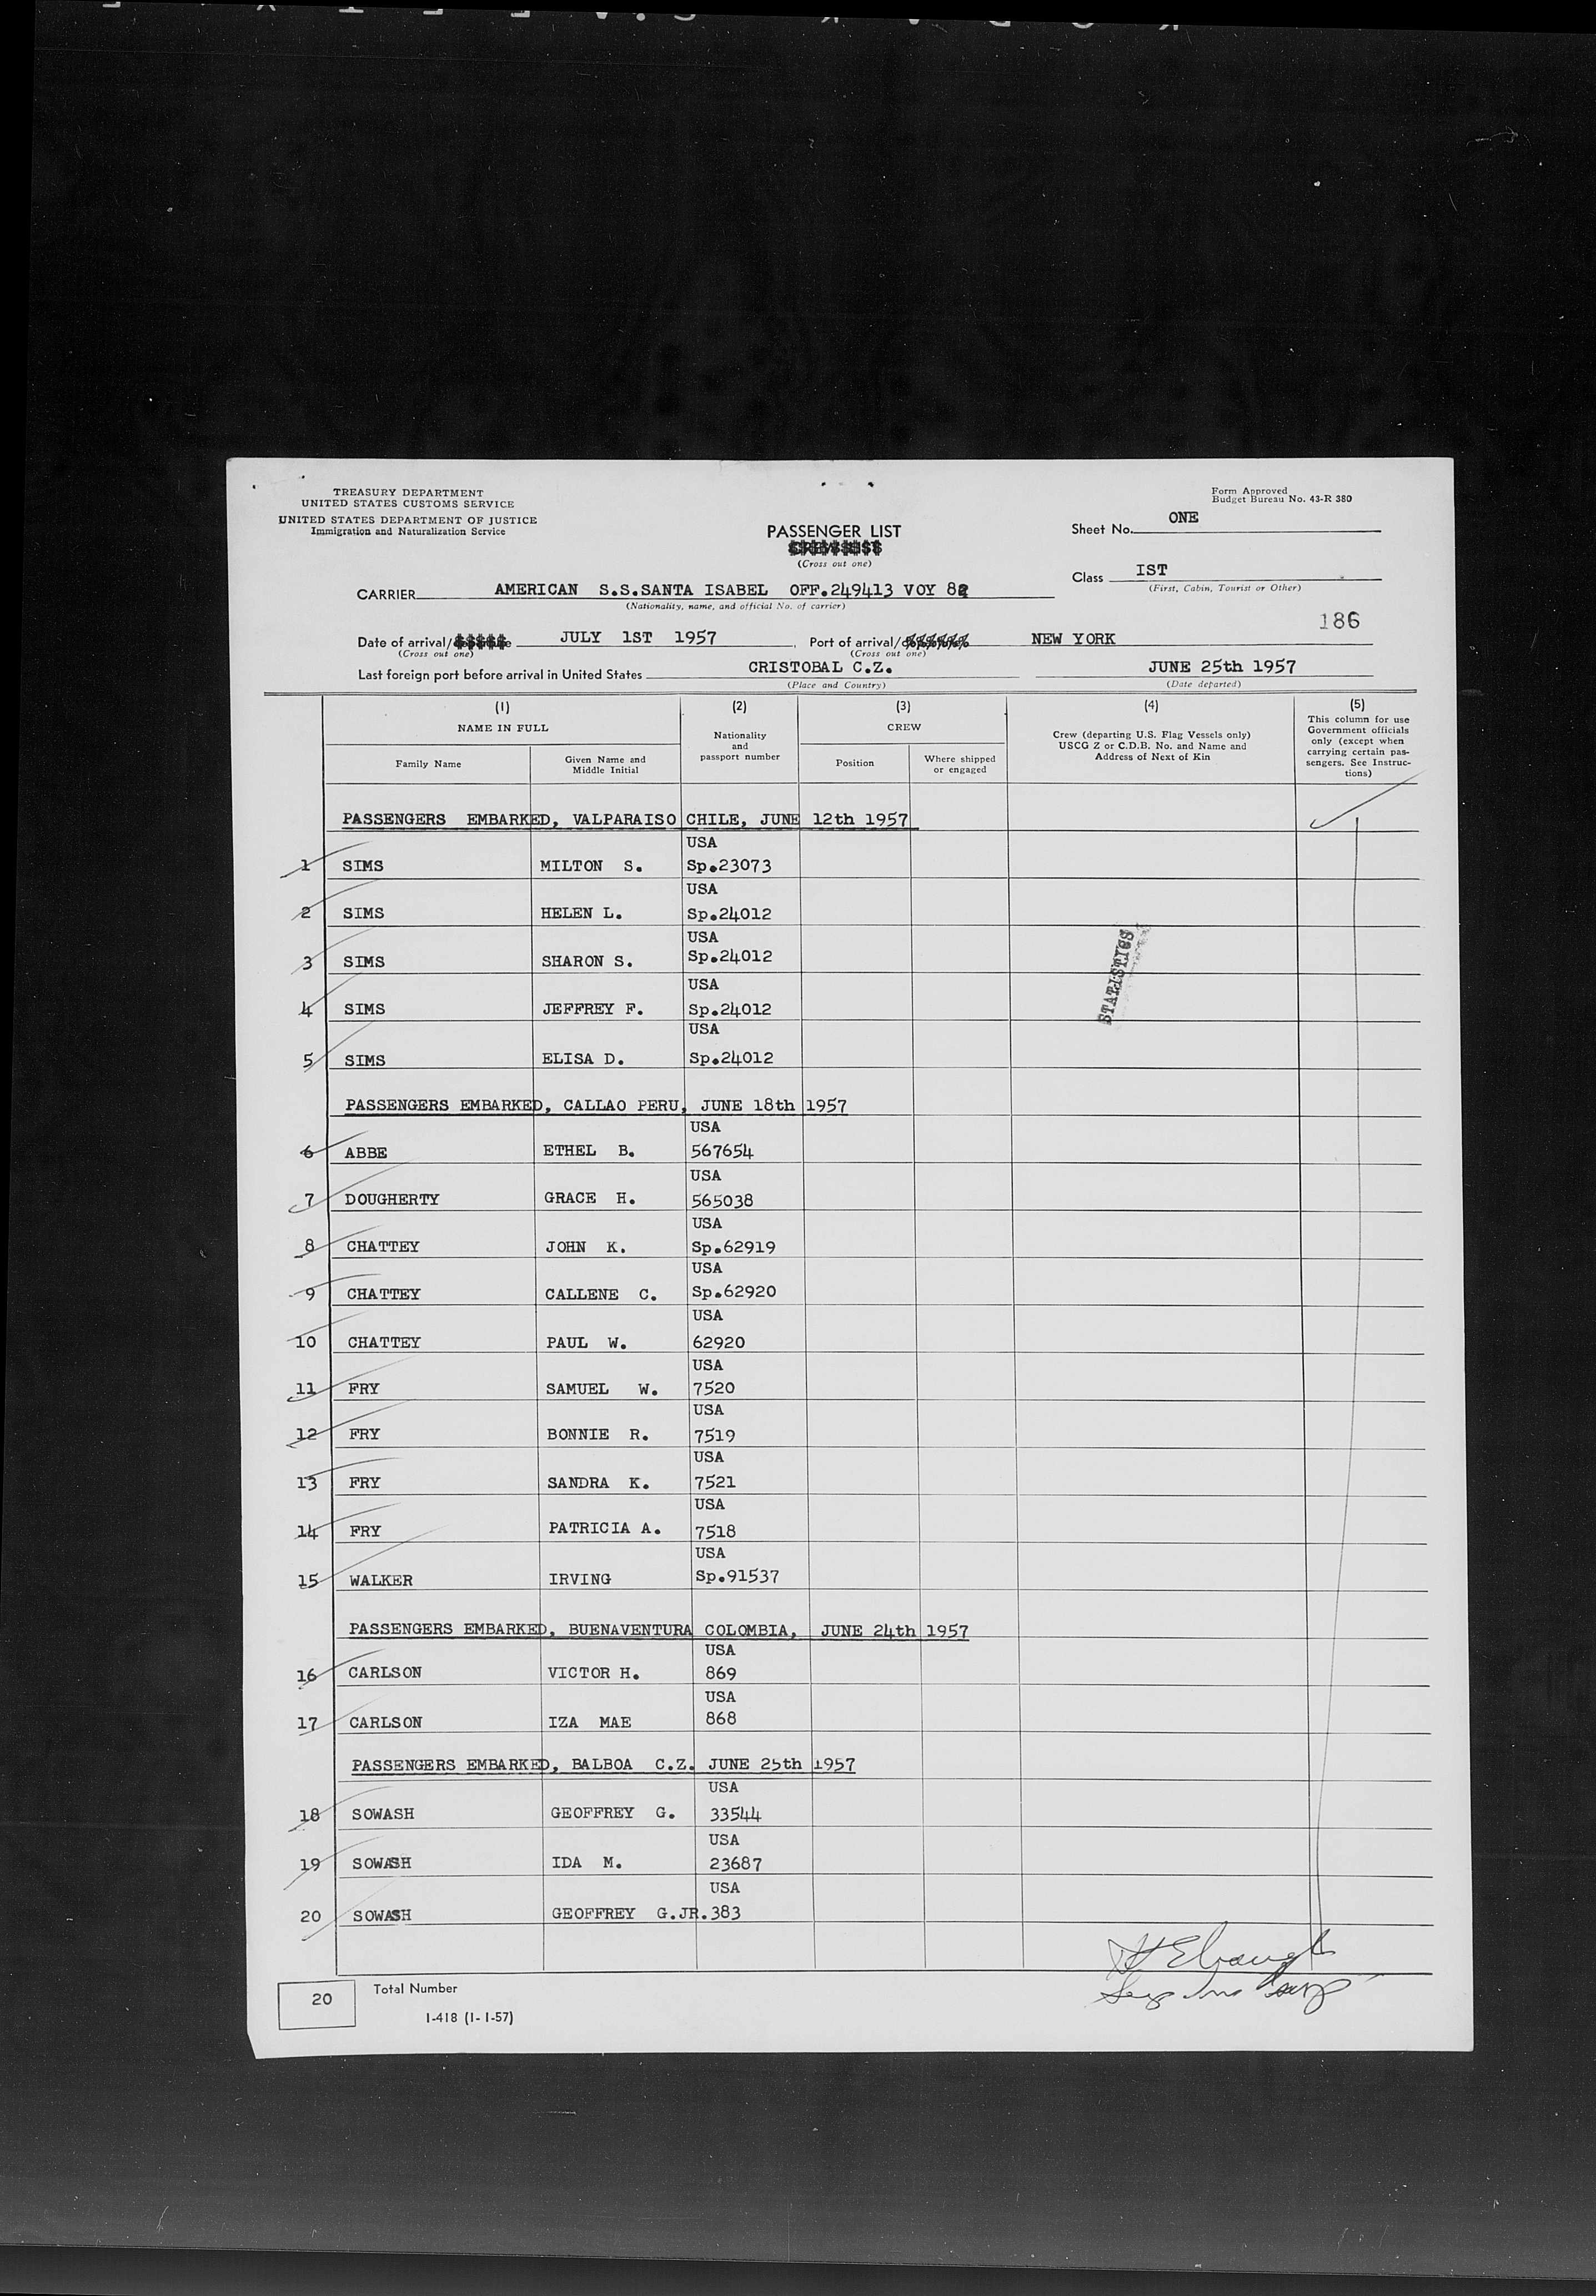 TREASURY DEPARTMENT
UNITED STATES CUSTOMS SERVICE
UNITED STATES DEPARTMENT OF JUSTICE
Immigration and Naturalization Service
Form Approved
Budget Bureau No. 43-R 380
PASSENGER LIST
(Cross out one)
Sheet No. ONE
Class IST
(First, Cabin, Tourist or Other)
CARRIER AMERICAN S.S.SANTA ISABEL OFF.249413 VOY 82
(Nationality, name, and official No. of carrier)
186
Date of arrival/ JULY 1ST 1957 Port of arrival/ NEW YORK
(Cross out one) (Cross out one)
Last foreign port before arrival in United States CRISTOBAL C.Z. JUNE 25th 1957
(Place and Country) (Date departed)
(1) (2) (3) (4) (5)
NAME IN FULL
Family Name
Given Name and
Middle Initial
Nationality
and
passport number
CREW
Position
Where shipped
or engaged
Crew (departing U.S. Flag Vessels only)
USCG Z or C.D.B. No. and Name and
Address of Next of Kin
This column for use
Government officials
only (except when
carrying certain pas-
sengers. See Instruc-
tions)
PASSENGERS EMBARKED, VALPARAISO CHILE, JUNE 12th 1957
USA
1 SIMS MILTON S. Sp.23073
USA
2 SIMS HELEN L. Sp.24012
USA
3 SIMS SHARON S. Sp.24012
USA
4 SIMS JEFFREY F. Sp.24012
USA
5 SIMS ELISA D. Sp.24012
STATISTICS
PASSENGERS EMBARKED, CALLAO PERU, JUNE 18th 1957
USA
6 ABBE ETHEL B. 567654
USA
7 DOUGHERTY GRACE H. 565038
USA
8 CHATTEY JOHN K. Sp.62919
USA
9 CHATTEY CALLENE C. Sp.62920
USA
10 CHATTEY PAUL W. 62920
USA
11 FRY SAMUEL W. 7520
USA
12 FRY BONNIE R. 7519
USA
13 FRY SANDRA K. 7521
USA
14 FRY PATRICIA A. 7518
USA
15 WALKER IRVING Sp.91537
PASSENGERS EMBARKED, BUENAVENTURA COLOMBIA, JUNE 24th 1957
USA
16 CARLSON VICTOR H. 869
USA
17 CARLSON IZA MAE 868
PASSENGERS EMBARKED, BALBOA C.Z. JUNE 25th 1957
USA
18 SOWASH GEOFFREY G. 33544
USA
19 SOWASH IDA M. 23687
USA
20 SOWASH GEOFFREY G.JR. 383
20 Total Number
I-418 (1-1-57)